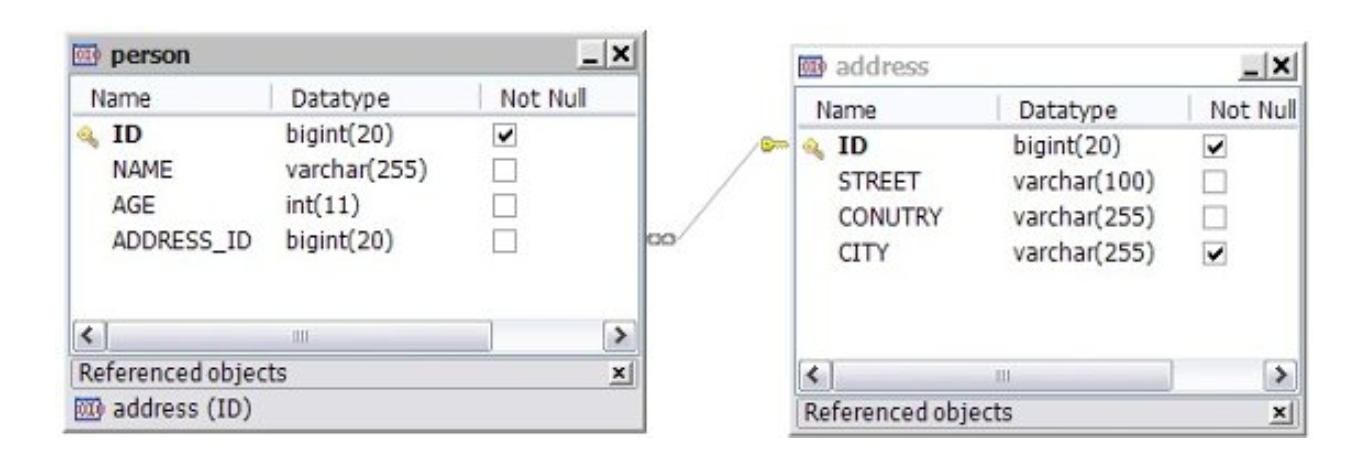 person
Name Datatype Not Null
ID bigint(20)
NAME varchar(255)
AGE int(11)
ADDRESS_ID bigint(20)
Referenced objects
address (ID)
address
Name Datatype Not Null
ID bigint(20)
STREET varchar(100)
CONUTRY varchar(255)
CITY varchar(255)
Referenced objects